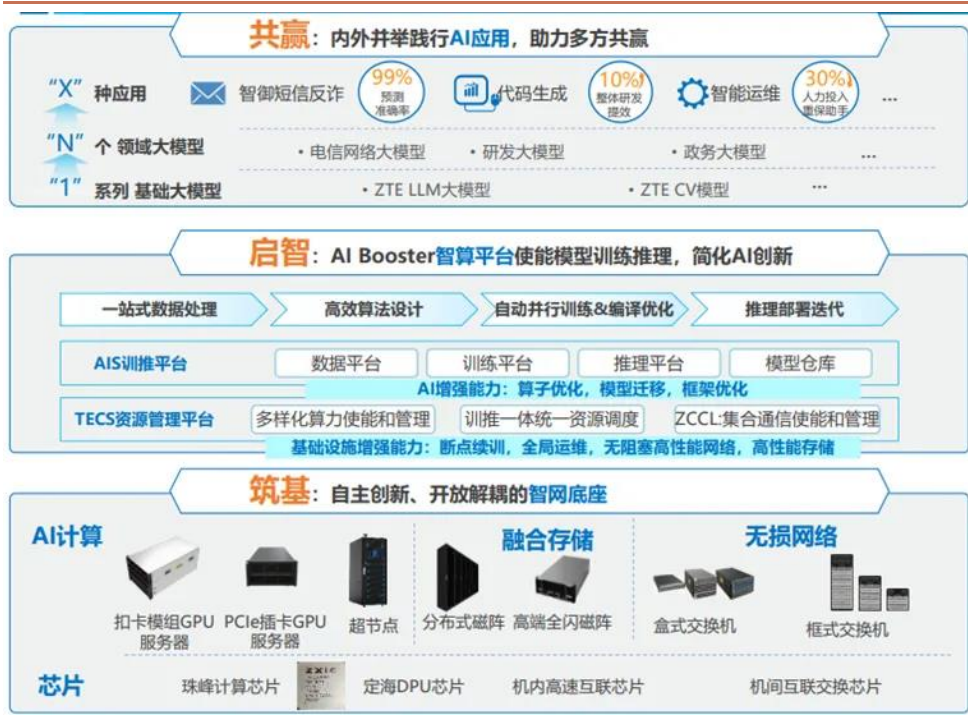 共赢：内外并举践行AI应用，助力多方共赢
“X” 种应用 智御短信反诈 99% 预测准确率 代码生成 10% 整体研发提效 智能运维 30% 人力投入重保助手 ...
“N” 个 领域大模型 • 电信网络大模型 • 研发大模型 • 政务大模型 ...
“1” 系列 基础大模型 • ZTE LLM大模型 • ZTE CV模型 ...
启智：AI Booster智算平台使能模型训练推理，简化AI创新
一站式数据处理 高效算法设计 自动并行训练&编译优化 推理部署迭代
AIS训推平台 数据平台 训练平台 推理平台 模型仓库
AI增强能力：算子优化，模型迁移，框架优化
TECS资源管理平台 多样化算力使能和管理 训推一体统一资源调度 ZCCL:集合通信使能和管理
基础设施增强能力：断点续训，全局运维，无阻塞高性能网络，高性能存储
筑基：自主创新、开放解耦的智网底座
AI计算 融合存储 无损网络
扣卡模组GPU服务器 PCIe插卡GPU服务器 超节点 分布式磁阵 高端全闪磁阵 盒式交换机 框式交换机
芯片 珠峰计算芯片 ZXIC 定海DPU芯片 机内高速互联芯片 机间互联交换芯片